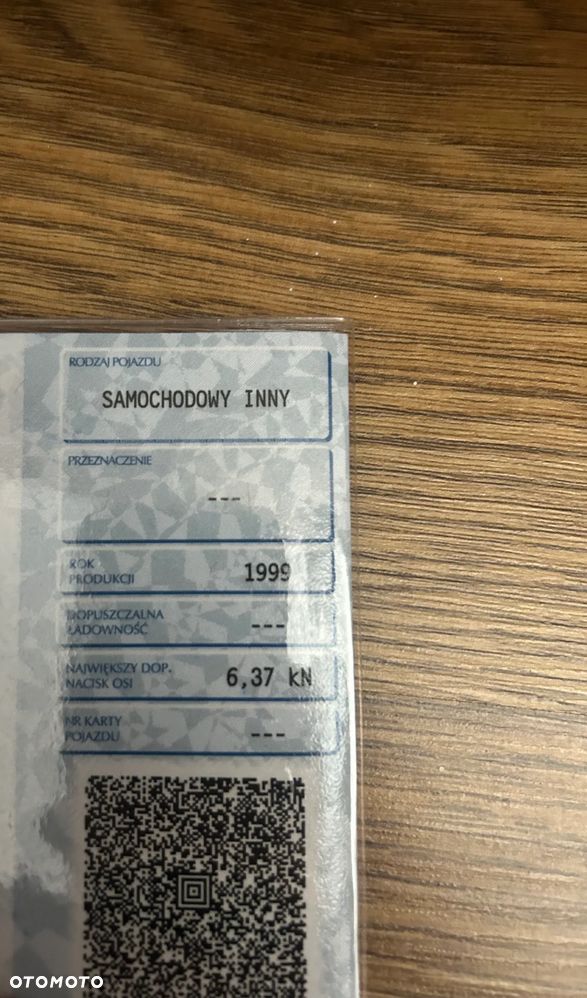 RODZAJ POJAZDU
SAMOCHODOWY INNY
PRZEZNACZENIE
---
ROK
PRODUKCJI
1999
DOPUSZCZALNA
ŁADOWNOŚĆ
---
NAJWIĘKSZY DOP.
NACISK OSI
6,37 kN
NR KARTY
POJAZDU
---
OTOMOTO